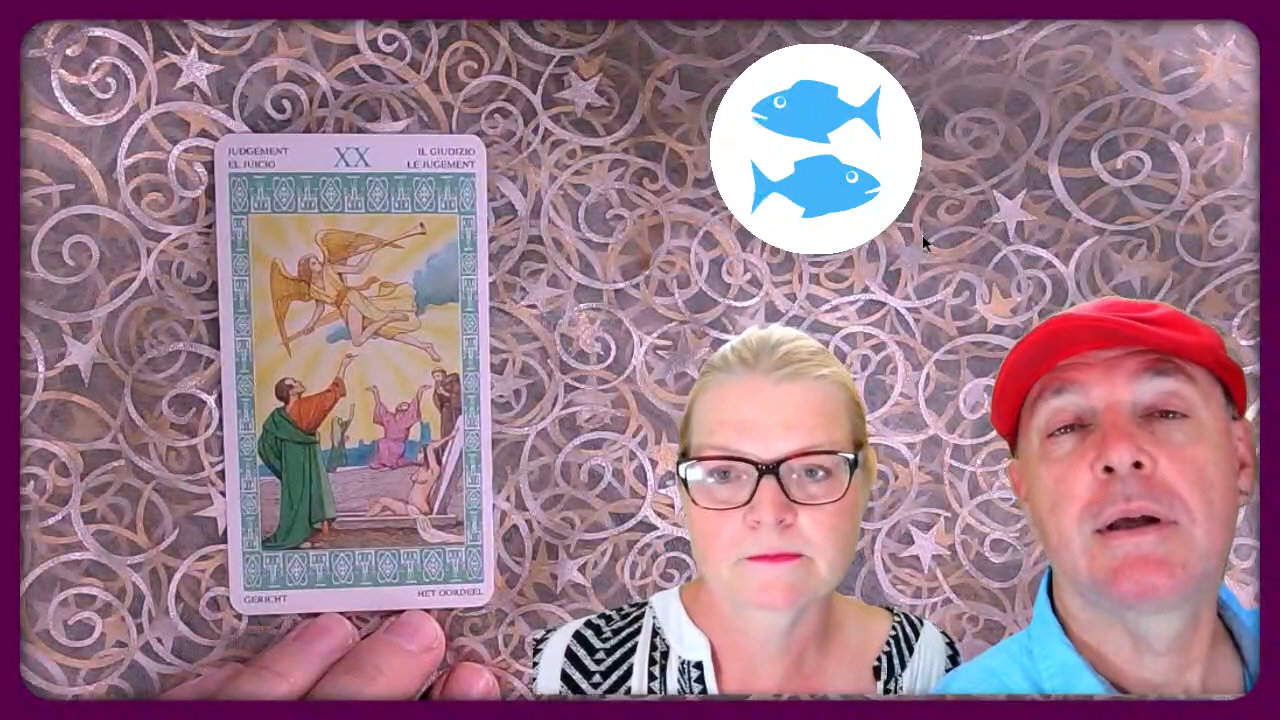 JUDGEMENT XX IL GIUDIZIO
EL JUICIO LE JUGEMENT
GERICHT HET OORDEEL